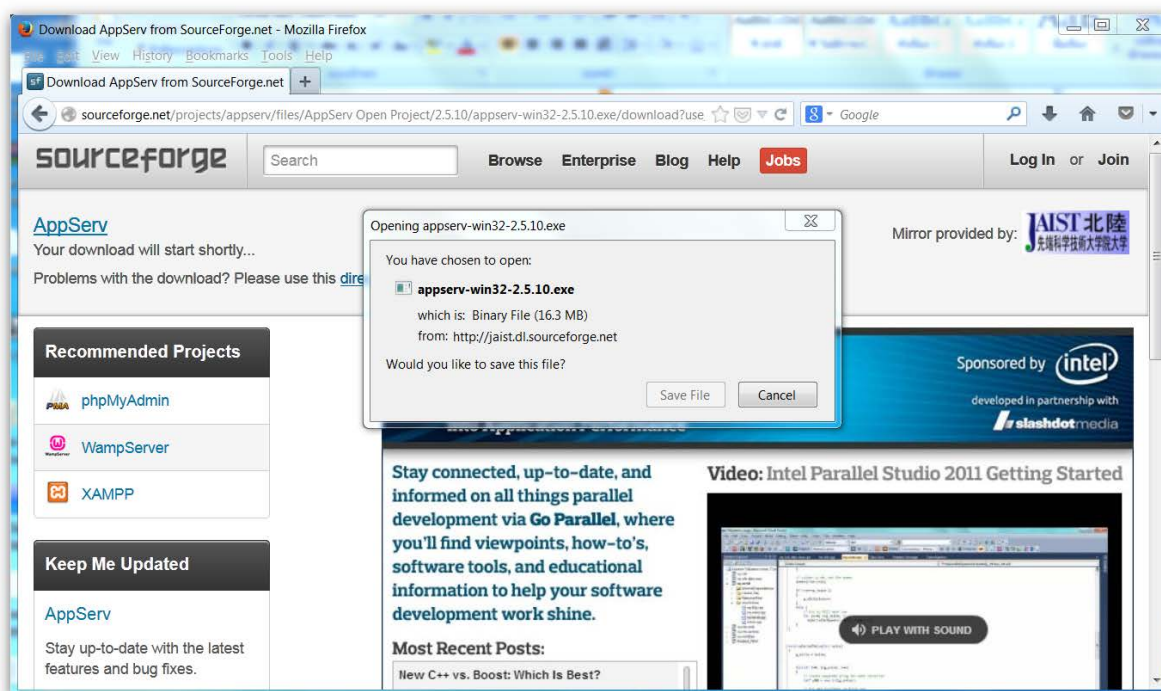 Download AppServ from SourceForge.net - Mozilla Firefox
File Edit View History Bookmarks Tools Help
Download AppServ from SourceForge.net +
sourceforge.net/projects/appserv/files/AppServ Open Project/2.5.10/appserv-win32-2.5.10.exe/download?use
Google
sourceforge
Search
Browse Enterprise Blog Help Jobs
Log In or Join
AppServ
Your download will start shortly...
Problems with the download? Please use this dire
Mirror provided by:
JAIST 北陸
先端科学技術大学院大学
Opening appserv-win32-2.5.10.exe
You have chosen to open:
appserv-win32-2.5.10.exe
which is: Binary File (16.3 MB)
from: http://jaist.dl.sourceforge.net
Would you like to save this file?
Save File
Cancel
Recommended Projects
PMA phpMyAdmin
WampServer
XAMPP
Keep Me Updated
AppServ
Stay up-to-date with the latest
features and bug fixes.
Sponsored by intel
developed in partnership with
slashdotmedia
into Application Performance
Stay connected, up-to-date, and
informed on all things parallel
development via Go Parallel, where
you'll find viewpoints, how-to's,
software tools, and educational
information to help your software
development work shine.
Most Recent Posts:
New C++ vs. Boost: Which Is Best?
Video: Intel Parallel Studio 2011 Getting Started
PLAY WITH SOUND